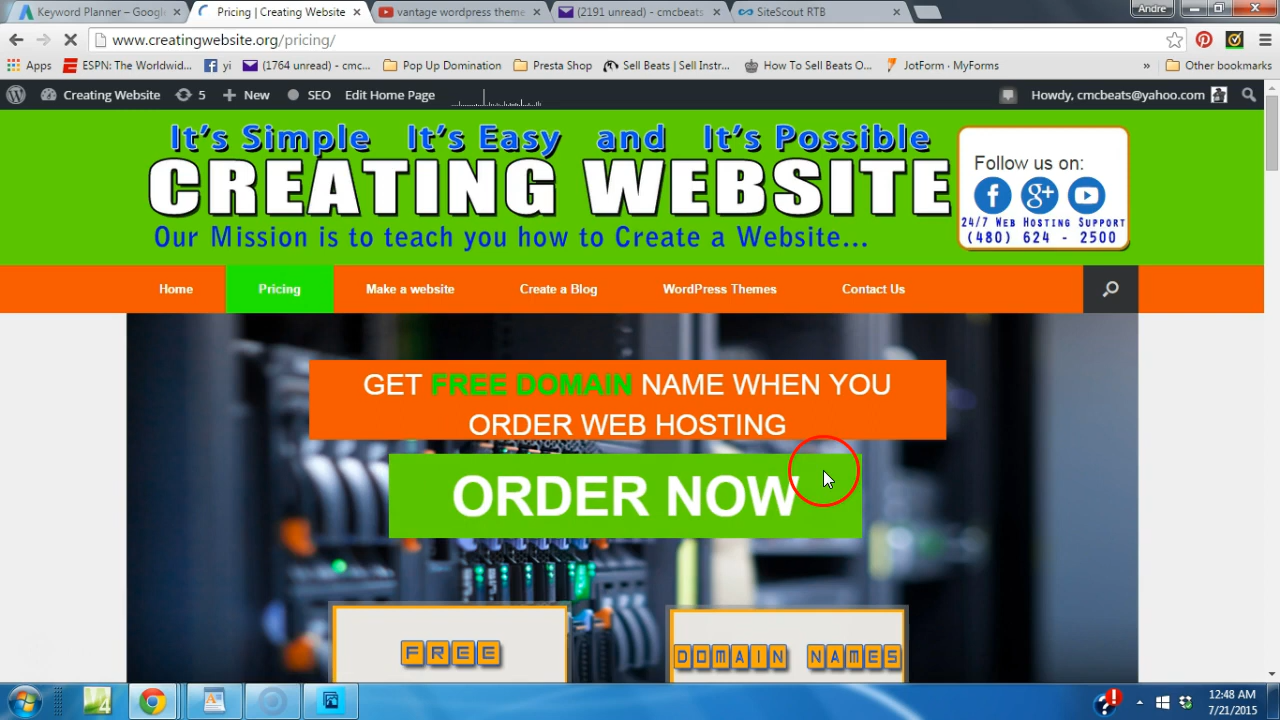 Keyword Planner – Googl
Pricing | Creating Website
vantage wordpress theme
(2191 unread) - cmcbeats
SiteScout RTB
Andre
www.creatingwebsite.org/pricing/
Apps
ESPN: The Worldwid...
yi
(1764 unread) - cmc...
Pop Up Domination
Presta Shop
Sell Beats | Sell Instr...
How To Sell Beats O...
JotForm · MyForms
»
Other bookmarks
Creating Website
5
New
SEO
Edit Home Page
Howdy, cmcbeats@yahoo.com
It's Simple It's Easy and It's Possible
CREATING WEBSITE
Our Mission is to teach you how to Create a Website...
Follow us on:
24/7 Web Hosting Support
(480) 624 - 2500
Home
Pricing
Make a website
Create a Blog
WordPress Themes
Contact Us
GET FREE DOMAIN NAME WHEN YOU
ORDER WEB HOSTING
ORDER NOW
FREE
DOMAIN NAMES
4
12:48 AM
7/21/2015